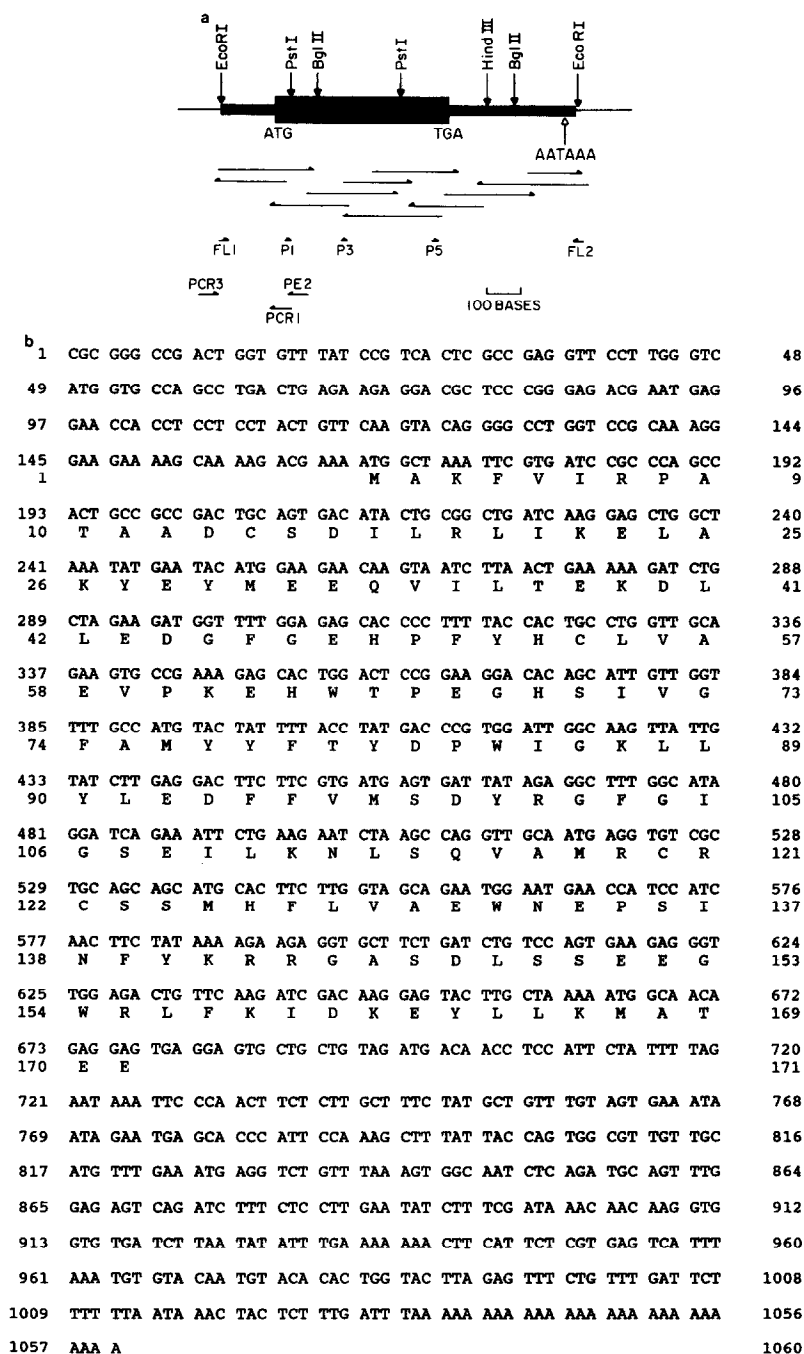 a
EcoRI PstI BglII PstI HindIII BglII EcoRI
ATG TGA
AATAAA
FL1 P1 P3 P5 FL2
PCR3 PE2
PCR1 100 BASES
b
1 CGC GGG CCG ACT GGT GTT TAT CCG TCA CTC GCC GAG GTT CCT TGG GTC 48
49 ATG GTG CCA GCC TGA CTG AGA AGA GGA CGC TCC CGG GAG ACG AAT GAG 96
97 GAA CCA CCT CCT CCT ACT GTT CAA GTA CAG GGG CCT GGT CCG CAA AGG 144
145 GAA GAA AAG CAA AAG ACG AAA ATG GCT AAA TTC GTG ATC CGC CCA GCC 192
1 M A K F V I R P A 9
193 ACT GCC GCC GAC TGC AGT GAC ATA CTG CGG CTG ATC AAG GAG CTG GCT 240
10 T A A D C S D I L R L I K E L A 25
241 AAA TAT GAA TAC ATG GAA GAA CAA GTA ATC TTA ACT GAA AAA GAT CTG 288
26 K Y E Y M E E Q V I L T E K D L 41
289 CTA GAA GAT GGT TTT GGA GAG CAC CCC TTT TAC CAC TGC CTG GTT GCA 336
42 L E D G F G E H P F Y H C L V A 57
337 GAA GTG CCG AAA GAG CAC TGG ACT CCG GAA GGA CAC AGC ATT GTT GGT 384
58 E V P K E H W T P E G H S I V G 73
385 TTT GCC ATG TAC TAT TTT ACC TAT GAC CCG TGG ATT GGC AAG TTA TTG 432
74 F A M Y Y F T Y D P W I G K L L 89
433 TAT CTT GAG GAC TTC TTC GTG ATG AGT GAT TAT AGA GGC TTT GGC ATA 480
90 Y L E D F F V M S D Y R G F G I 105
481 GGA TCA GAA ATT CTG AAG AAT CTA AGC CAG GTT GCA ATG AGG TGT CGC 528
106 G S E I L K N L S Q V A M R C R 121
529 TGC AGC AGC ATG CAC TTC TTG GTA GCA GAA TGG AAT GAA CCA TCC ATC 576
122 C S S M H F L V A E W N E P S I 137
577 AAC TTC TAT AAA AGA AGA GGT GCT TCT GAT CTG TCC AGT GAA GAG GGT 624
138 N F Y K R R G A S D L S S E E G 153
625 TGG AGA CTG TTC AAG ATC GAC AAG GAG TAC TTG CTA AAA ATG GCA ACA 672
154 W R L F K I D K E Y L L K M A T 169
673 GAG GAG TGA GGA GTG CTG CTG TAG ATG ACA ACC TCC ATT CTA TTT TAG 720
170 E E 171
721 AAT AAA TTC CCA ACT TCT CTT GCT TTC TAT GCT GTT TGT AGT GAA ATA 768
769 ATA GAA TGA GCA CCC ATT CCA AAG CTT TAT TAC CAG TGG CGT TGT TGC 816
817 ATG TTT GAA ATG AGG TCT GTT TAA AGT GGC AAT CTC AGA TGC AGT TTG 864
865 GAG AGT CAG ATC TTT CTC CTT GAA TAT CTT TCG ATA AAC AAC AAG GTG 912
913 GTG TGA TCT TAA TAT ATT TGA AAA AAA CTT CAT TCT CGT GAG TCA TTT 960
961 AAA TGT GTA CAA TGT ACA CAC TGG TAC TTA GAG TTT CTG TTT GAT TCT 1008
1009 TTT TTA ATA AAC TAC TCT TTG ATT TAA AAA AAA AAA AAA AAA AAA AAA 1056
1057 AAA A 1060